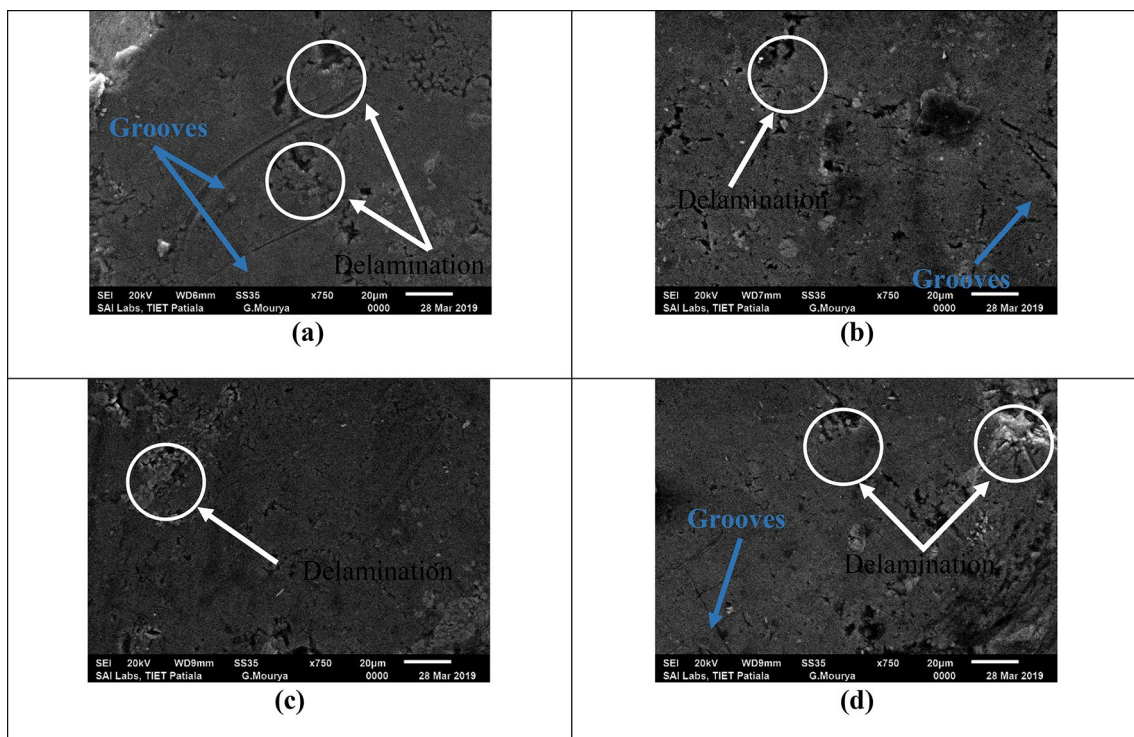 Grooves
Delamination
SEI 20kV WD6mm SS35 x750 20µm
SAI Labs, TIET Patiala G.Mourya 0000 28 Mar 2019
(a)
Delamination
Grooves
SEI 20kV WD7mm SS35 x750 20µm
SAI Labs, TIET Patiala G.Mourya 0000 28 Mar 2019
(b)
Delamination
SEI 20kV WD9mm SS35 x750 20µm
SAI Labs, TIET Patiala G.Mourya 0000 28 Mar 2019
(c)
Grooves
Delamination
SEI 20kV WD9mm SS35 x750 20µm
SAI Labs, TIET Patiala G.Mourya 0000 28 Mar 2019
(d)